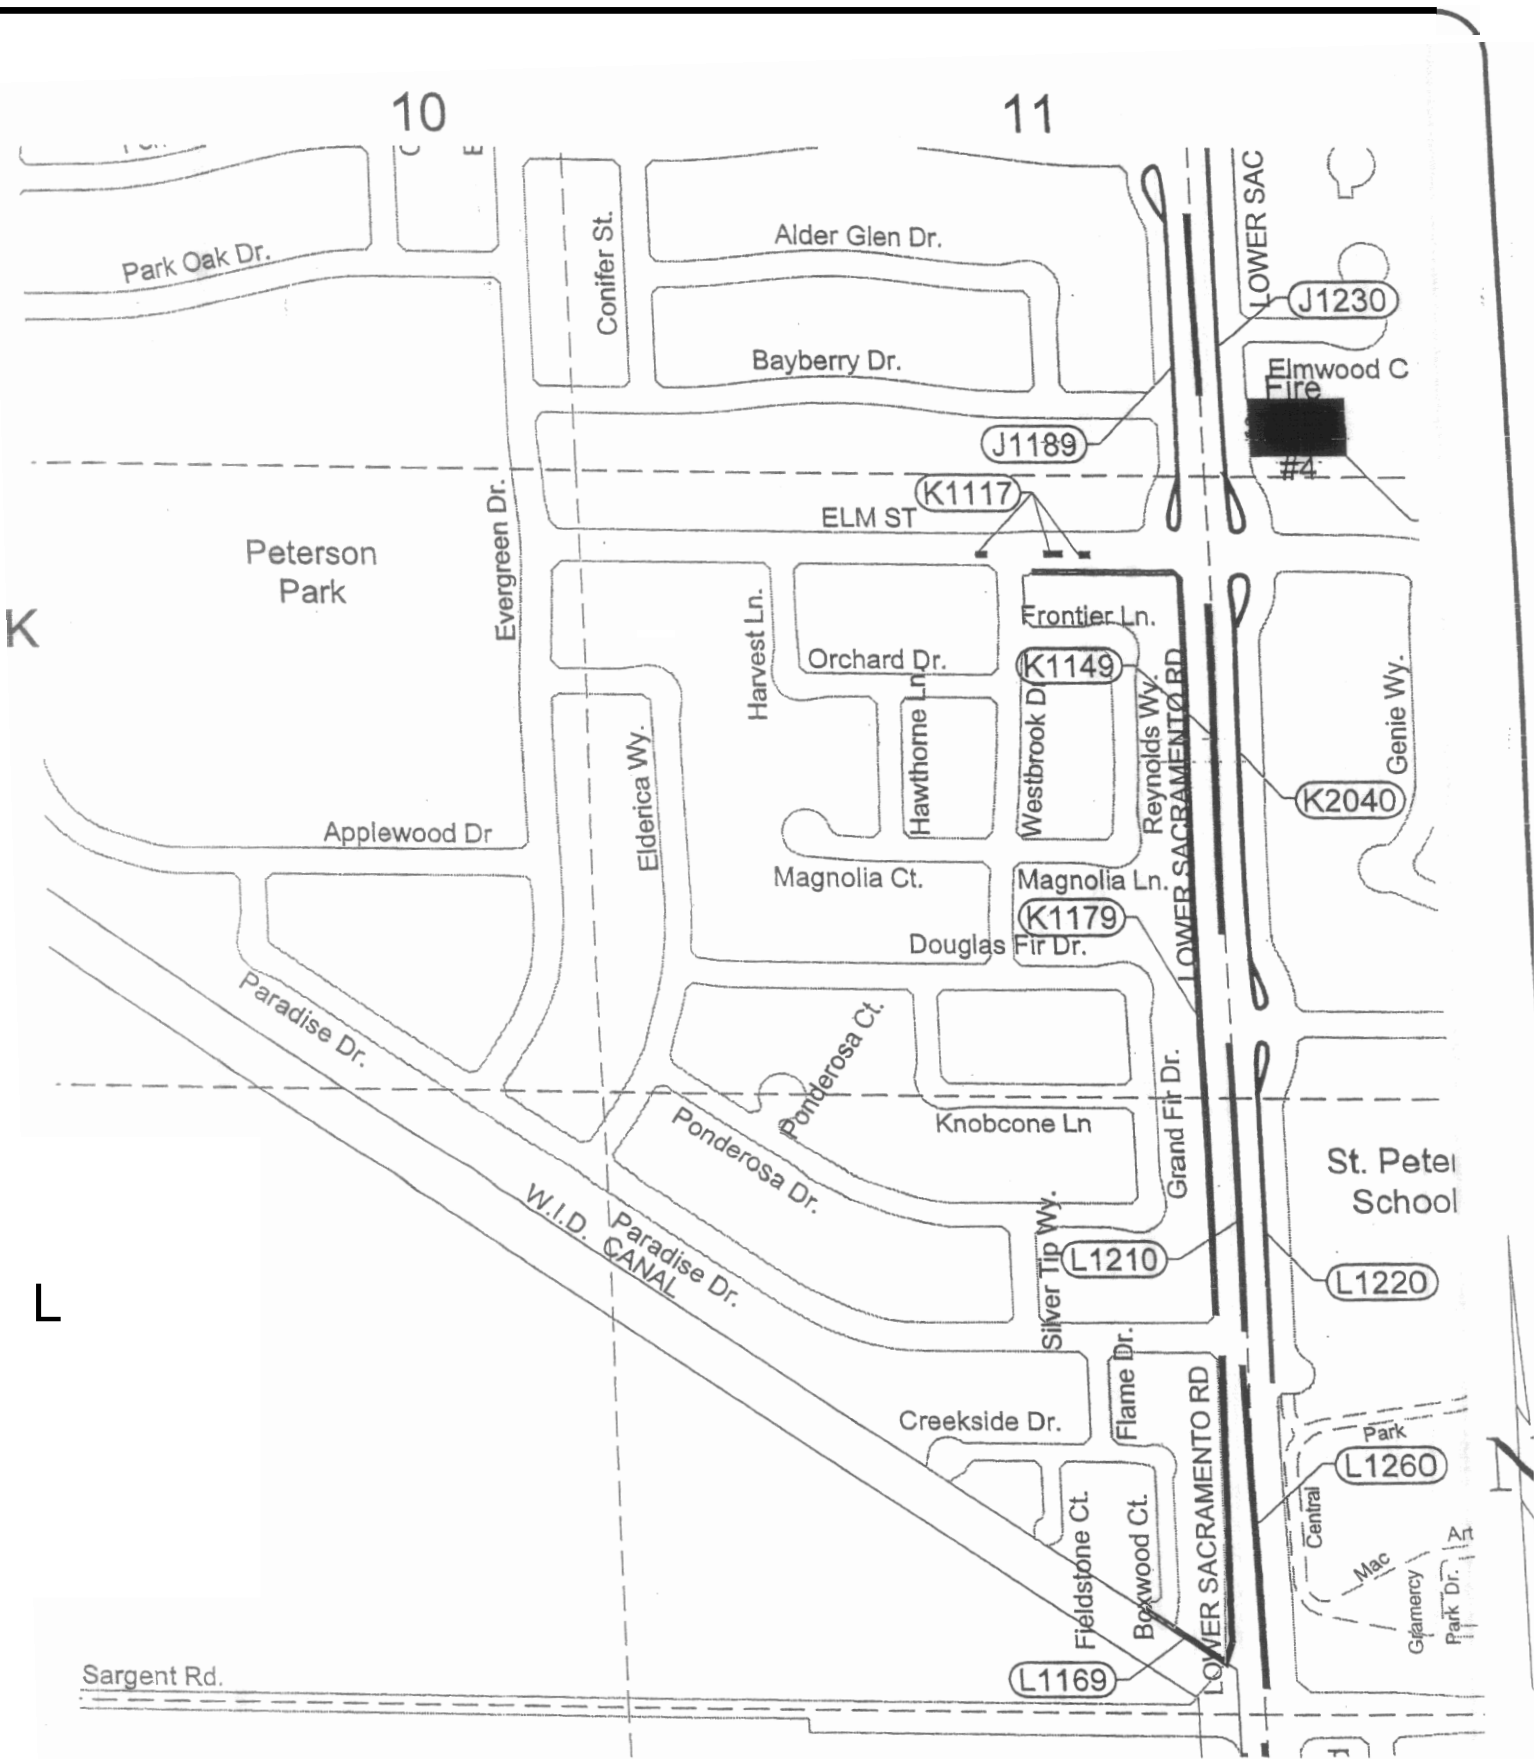 10
11
LOWER SAC
Conifer St.
Alder Glen Dr.
Park Oak Dr.
J1230
Bayberry Dr.
Elmwood C
Fire
#4
J1189
K1117
ELM ST
Evergreen Dr.
Peterson
Park
K
Harvest Ln.
Frontier Ln.
Orchard Dr.
K1149
Hawthorne Ln.
Westbrook Dr
Reynolds Wy.
LOWER SACRAMENTO RD
Genie Wy.
Elderica Wy.
K2040
Applewood Dr
Magnolia Ct.
Magnolia Ln.
K1179
Douglas Fir Dr.
Paradise Dr.
Ponderosa Ct.
Grand Fir Dr.
Knobcone Ln
Ponderosa Dr.
St. Peter
School
W.I.D.
CANAL
Paradise Dr.
Silver Tip Wy.
L1210
L1220
L
Flame Dr.
LOWER SACRAMENTO RD
Creekside Dr.
Park
L1260
Central
Fieldstone Ct.
Boxwood Ct.
Mac
Art
Gramercy
Park Dr.
L1169
Sargent Rd.